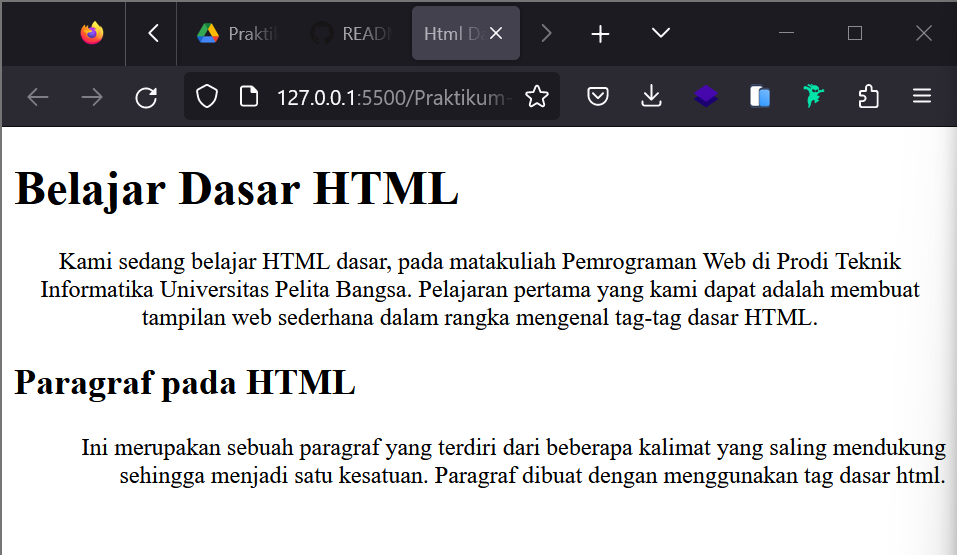 Prakti
READ
Html D
127.0.0.1:5500/Praktikum-
Belajar Dasar HTML
Kami sedang belajar HTML dasar, pada matakuliah Pemrograman Web di Prodi Teknik
Informatika Universitas Pelita Bangsa. Pelajaran pertama yang kami dapat adalah membuat
tampilan web sederhana dalam rangka mengenal tag-tag dasar HTML.
Paragraf pada HTML
Ini merupakan sebuah paragraf yang terdiri dari beberapa kalimat yang saling mendukung
sehingga menjadi satu kesatuan. Paragraf dibuat dengan menggunakan tag dasar html.